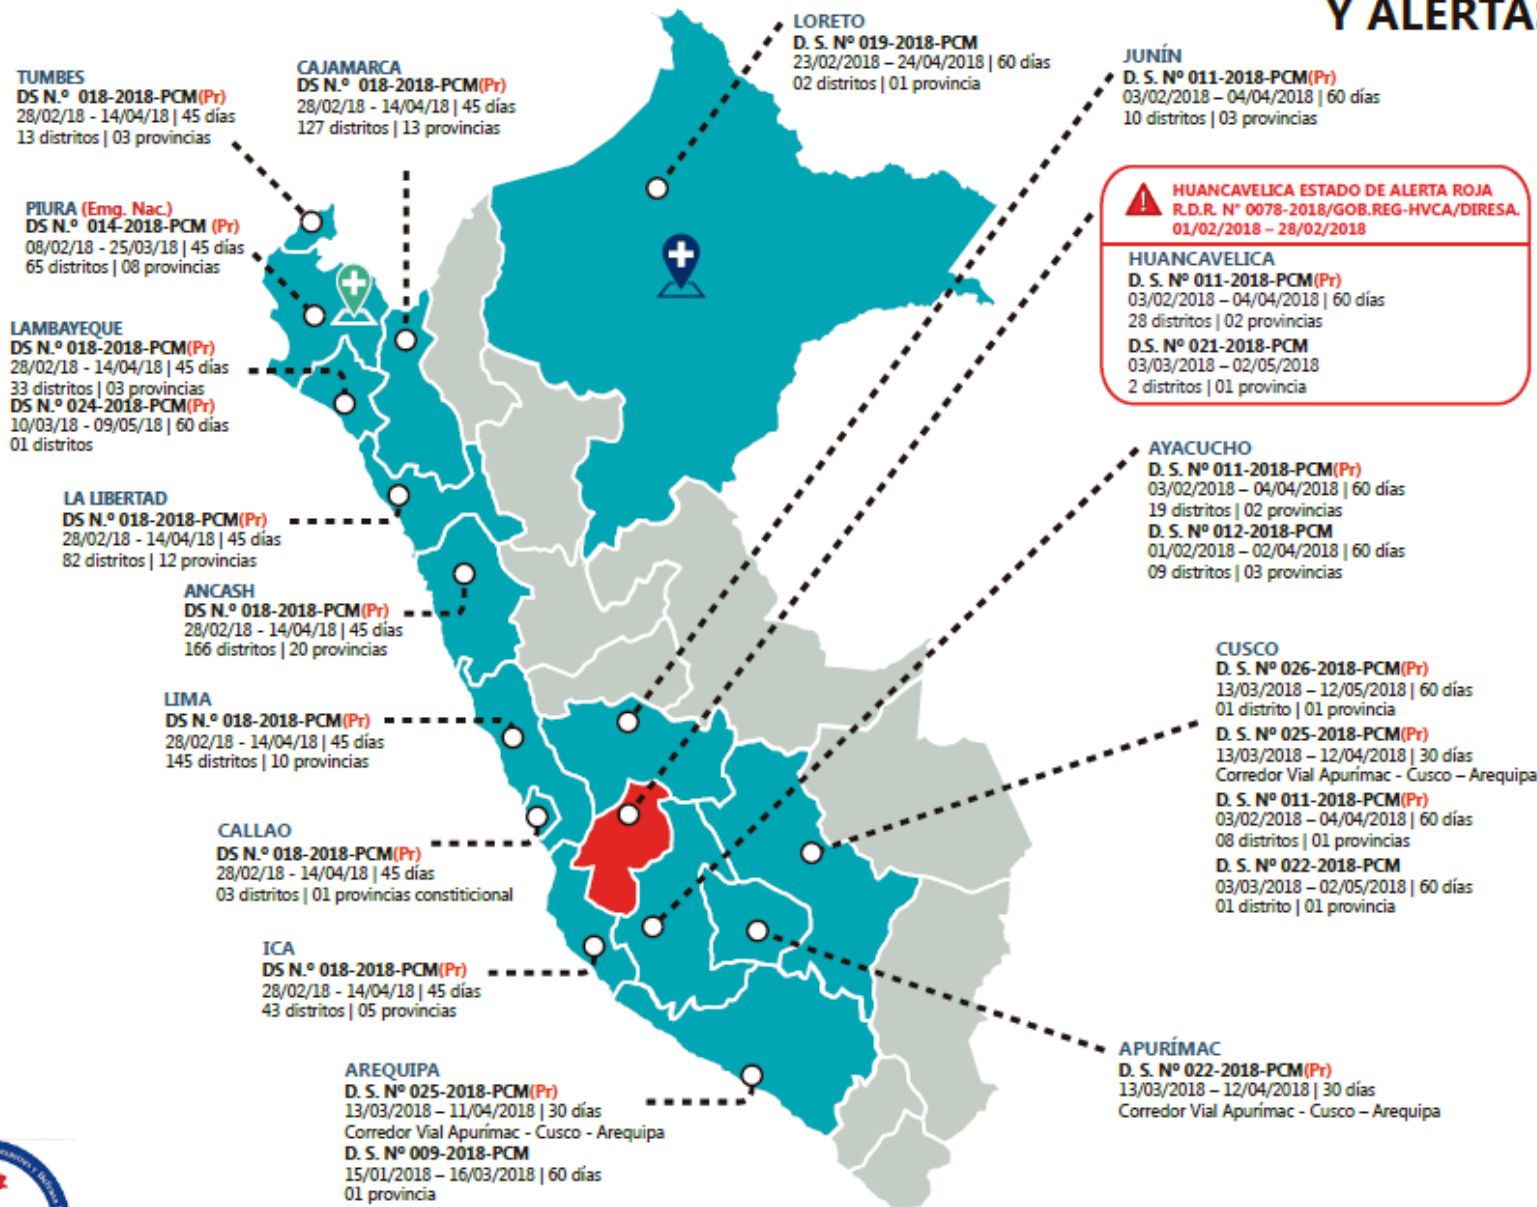 Y ALERTAS
TUMBES
DS N.º 018-2018-PCM(Pr)
28/02/18 - 14/04/18 | 45 días
13 distritos | 03 provincias
CAJAMARCA
DS N.º 018-2018-PCM(Pr)
28/02/18 - 14/04/18 | 45 días
127 distritos | 13 provincias
LORETO
D. S. Nº 019-2018-PCM
23/02/2018 – 24/04/2018 | 60 días
02 distritos | 01 provincia
JUNÍN
D. S. Nº 011-2018-PCM(Pr)
03/02/2018 – 04/04/2018 | 60 días
10 distritos | 03 provincias
PIURA (Emg. Nac.)
DS N.º 014-2018-PCM (Pr)
08/02/18 - 25/03/18 | 45 días
65 distritos | 08 provincias
HUANCAVELICA ESTADO DE ALERTA ROJA
R.D.R. N° 0078-2018/GOB.REG-HVCA/DIRESA.
01/02/2018 – 28/02/2018
HUANCAVELICA
D. S. Nº 011-2018-PCM(Pr)
03/02/2018 – 04/04/2018 | 60 días
28 distritos | 02 provincias
D.S. Nº 021-2018-PCM
03/03/2018 – 02/05/2018
2 distritos | 01 provincia
LAMBAYEQUE
DS N.º 018-2018-PCM(Pr)
28/02/18 - 14/04/18 | 45 días
33 distritos | 03 provincias
DS N.º 024-2018-PCM(Pr)
10/03/18 - 09/05/18 | 60 días
01 distritos
AYACUCHO
D. S. Nº 011-2018-PCM(Pr)
03/02/2018 – 04/04/2018 | 60 días
19 distritos | 02 provincias
D. S. Nº 012-2018-PCM
01/02/2018 – 02/04/2018 | 60 días
09 distritos | 03 provincias
LA LIBERTAD
DS N.º 018-2018-PCM(Pr)
28/02/18 - 14/04/18 | 45 días
82 distritos | 12 provincias
ANCASH
DS N.º 018-2018-PCM(Pr)
28/02/18 - 14/04/18 | 45 días
166 distritos | 20 provincias
CUSCO
D. S. Nº 026-2018-PCM(Pr)
13/03/2018 – 12/05/2018 | 60 días
01 distrito | 01 provincia
D. S. Nº 025-2018-PCM(Pr)
13/03/2018 – 12/04/2018 | 30 días
Corredor Vial Apurímac - Cusco – Arequipa
D. S. Nº 011-2018-PCM(Pr)
03/02/2018 – 04/04/2018 | 60 días
08 distritos | 01 provincias
D. S. Nº 022-2018-PCM
03/03/2018 – 02/05/2018 | 60 días
01 distrito | 01 provincia
LIMA
DS N.º 018-2018-PCM(Pr)
28/02/18 - 14/04/18 | 45 días
145 distritos | 10 provincias
CALLAO
DS N.º 018-2018-PCM(Pr)
28/02/18 - 14/04/18 | 45 días
03 distritos | 01 provincias constiticional
ICA
DS N.º 018-2018-PCM(Pr)
28/02/18 - 14/04/18 | 45 días
43 distritos | 05 provincias
APURÍMAC
D. S. Nº 022-2018-PCM(Pr)
13/03/2018 – 12/04/2018 | 30 días
Corredor Vial Apurímac - Cusco – Arequipa
AREQUIPA
D. S. Nº 025-2018-PCM(Pr)
13/03/2018 – 11/04/2018 | 30 días
Corredor Vial Apurímac - Cusco - Arequipa
D. S. Nº 009-2018-PCM
15/01/2018 – 16/03/2018 | 60 días
01 provincia